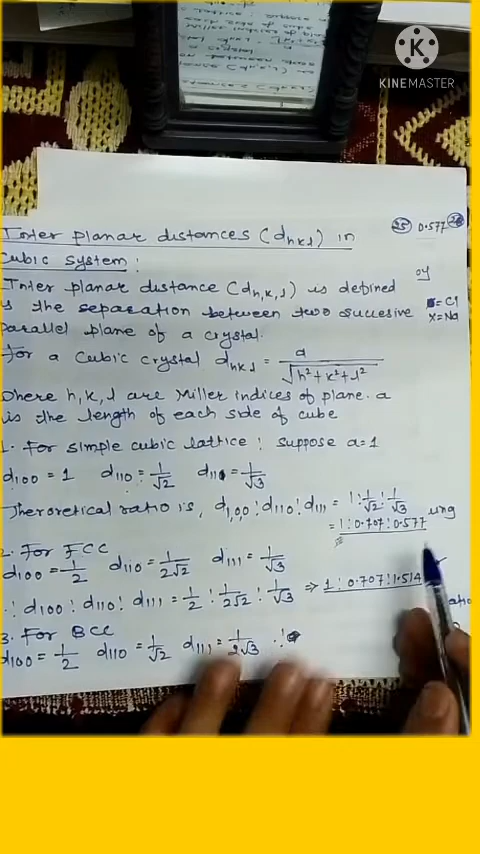 KINEMASTER
Inter planar distances (dhkl) in
25 0.577 26
cubic system:
Inter planar distance (dh,k,l) is defined
oy
is the separation between two succesive
= Cl
X = Na
parallel plane of a crystal.
For a cubic crystal dhkl = a / √h²+k²+l²
Where h, k, l are Miller indices of plane. a
is the length of each side of cube
1. For simple cubic lattice: suppose a=1
d100 = 1 d110 = 1/√2 d111 = 1/√3
Theroretical ratio is, d100 : d110 : d111 = 1 : 1/√2 : 1/√3
ung
= 1 : 0.707 : 0.577
2. For FCC
d100 = 1/2 d110 = 1/2√2 d111 = 1/√3
∴ d100 : d110 : d111 = 1/2 : 1/2√2 : 1/√3 ⇒ 1 : 0.707 : 1.514
3. For BCC
d100 = 1/2 d110 = 1/√2 d111 = 1/2√3